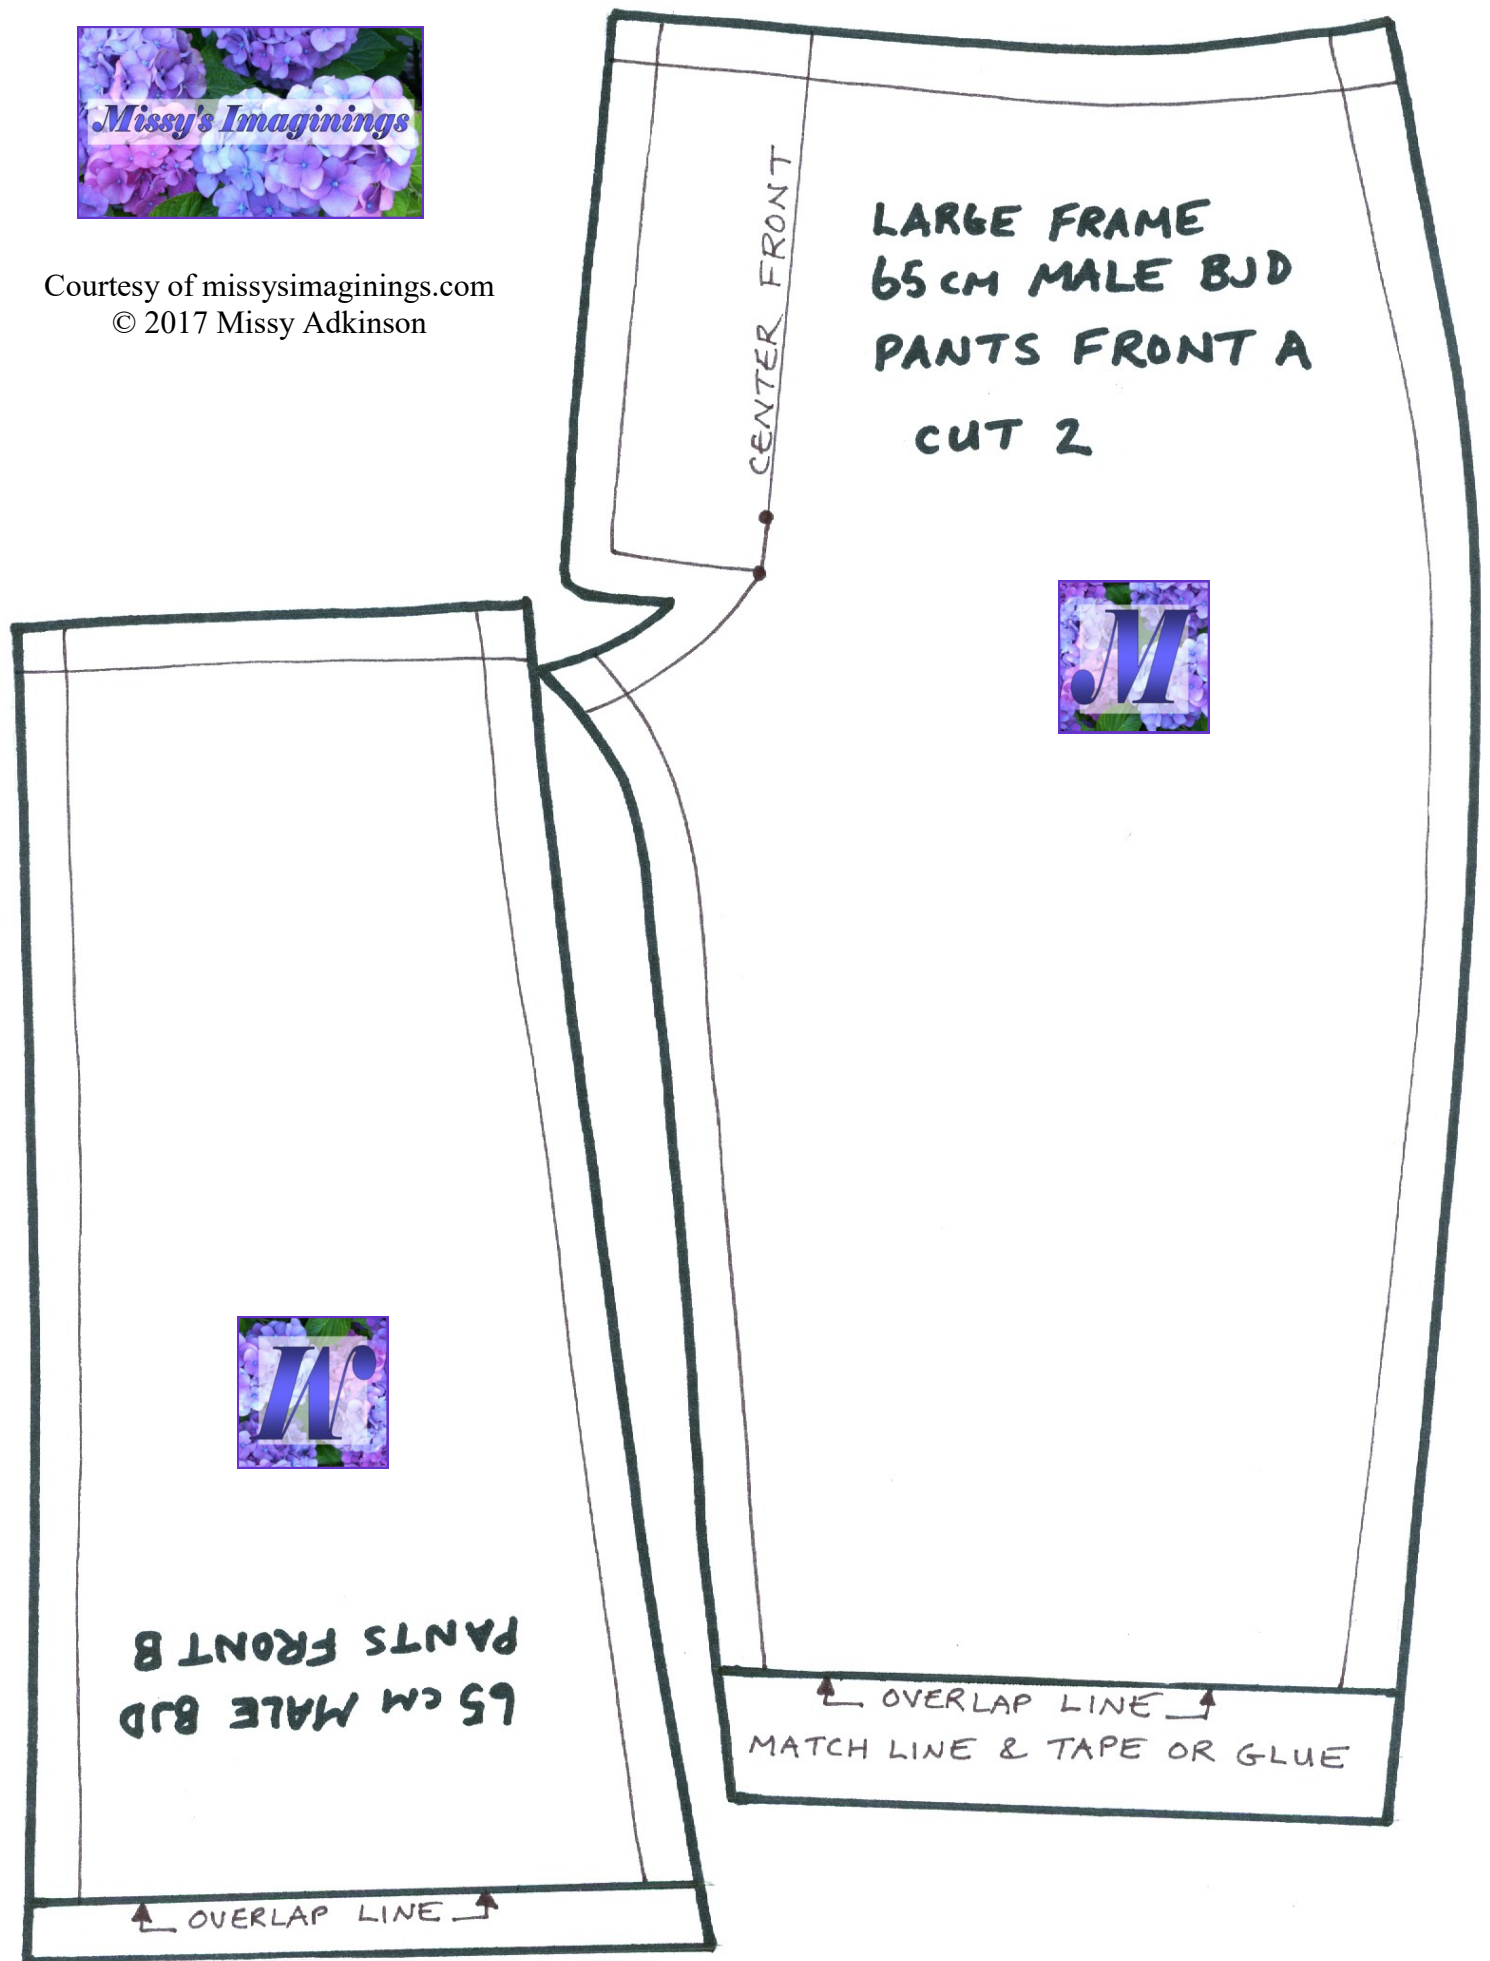 Missy's Imaginings
Courtesy of missysimaginings.com
© 2017 Missy Adkinson
CENTER FRONT
LARGE FRAME
65 CM MALE BJD
PANTS FRONT A
CUT 2
M
OVERLAP LINE
MATCH LINE & TAPE OR GLUE
M
65 CM MALE BJD
PANTS FRONT B
OVERLAP LINE